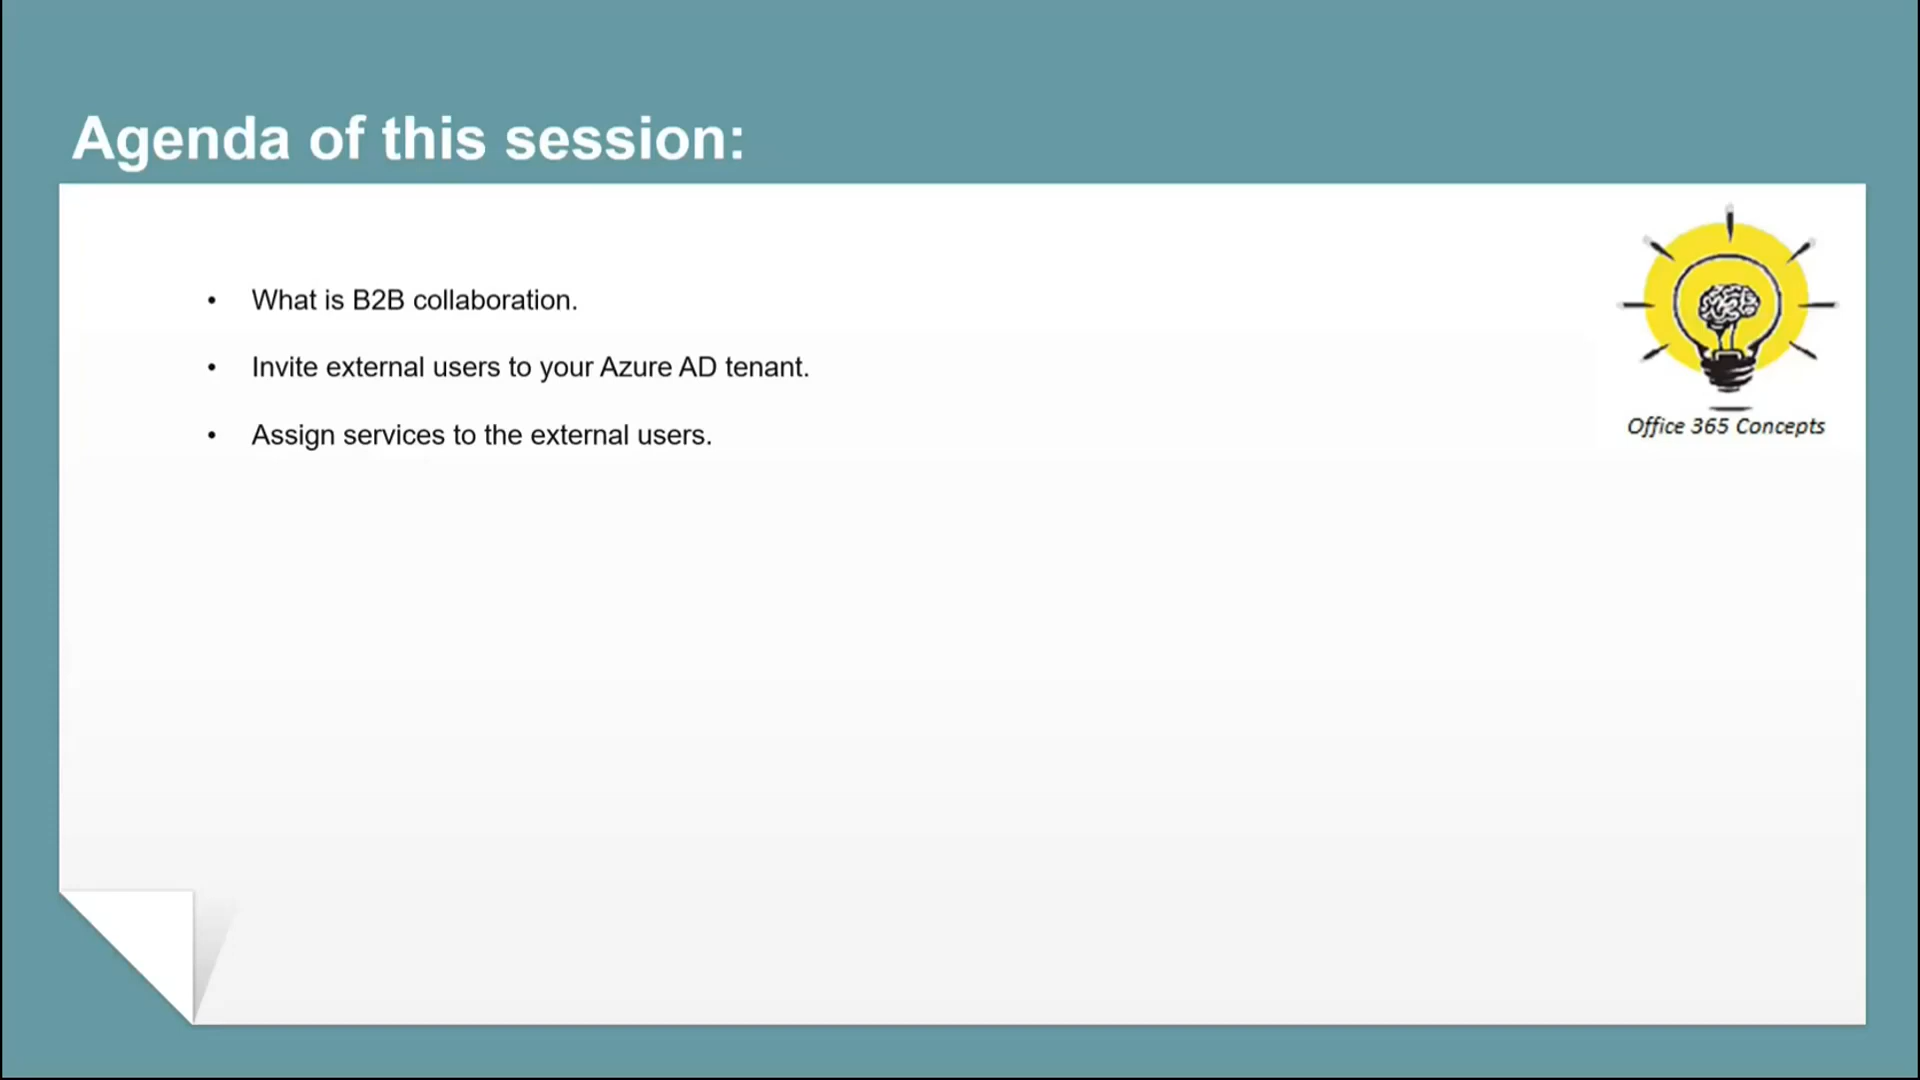 Agenda of this session:
• What is B2B collaboration.
• Invite external users to your Azure AD tenant.
• Assign services to the external users.
Office 365 Concepts